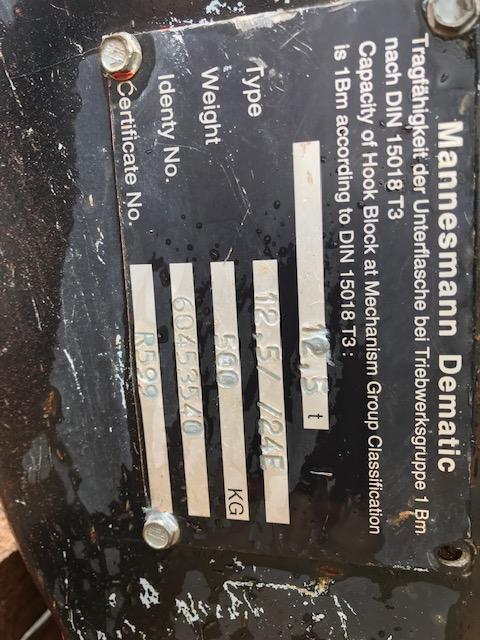 Mannesmann Dematic
Tragfähigkeit der Unterflasche bei Triebwerksgruppe 1 Bm
nach DIN 15018 T3
Capacity of Hook Block at Mechanism Group Classification
is 1Bm according to DIN 15018 T3 :
12,5 t
Type 12,5/ /24F
Weight 500 KG
Identy No. 60453540
Certificate No. R599